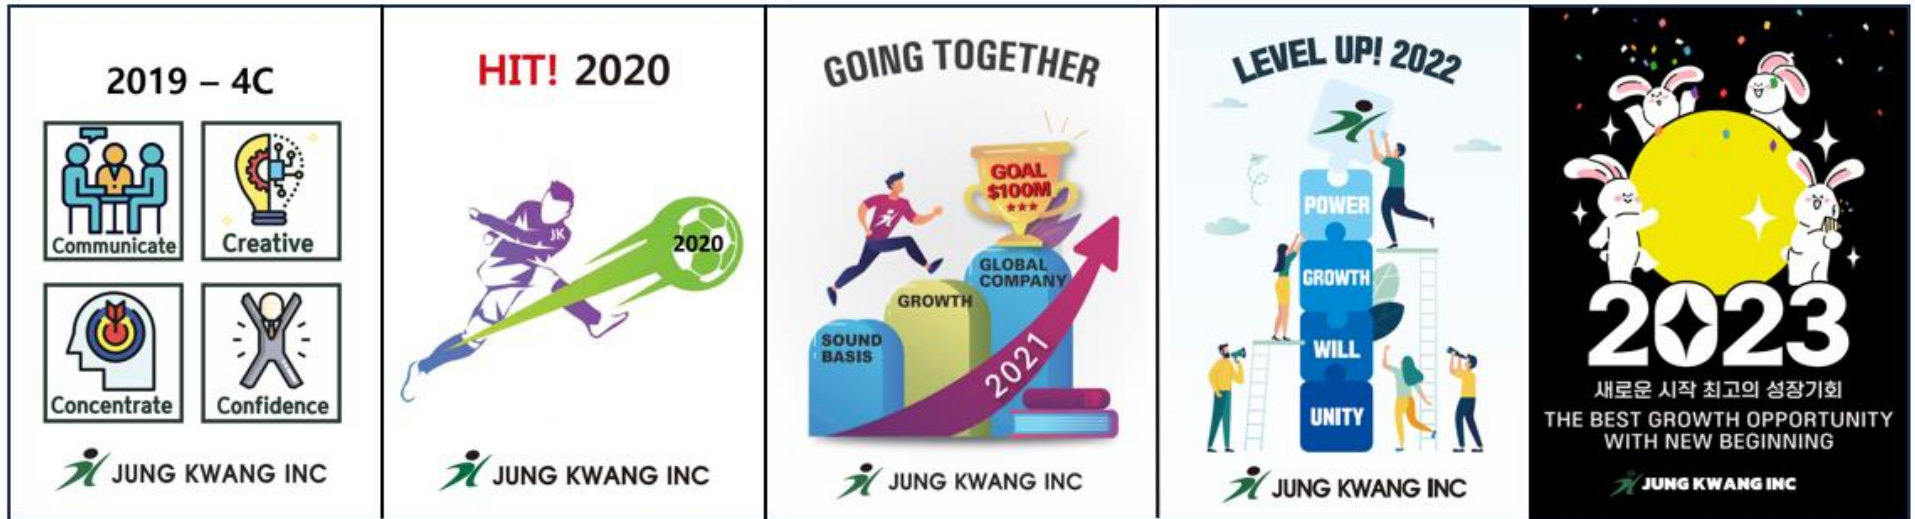 2019 – 4C
Communicate
Creative
Concentrate
Confidence
JUNG KWANG INC
HIT! 2020
JK
2020
JUNG KWANG INC
GOING TOGETHER
GOAL
$100M
GLOBAL
COMPANY
GROWTH
SOUND
BASIS
2021
JUNG KWANG INC
LEVEL UP! 2022
POWER
GROWTH
WILL
UNITY
JUNG KWANG INC
2023
새로운 시작 최고의 성장기회
THE BEST GROWTH OPPORTUNITY
WITH NEW BEGINNING
JUNG KWANG INC